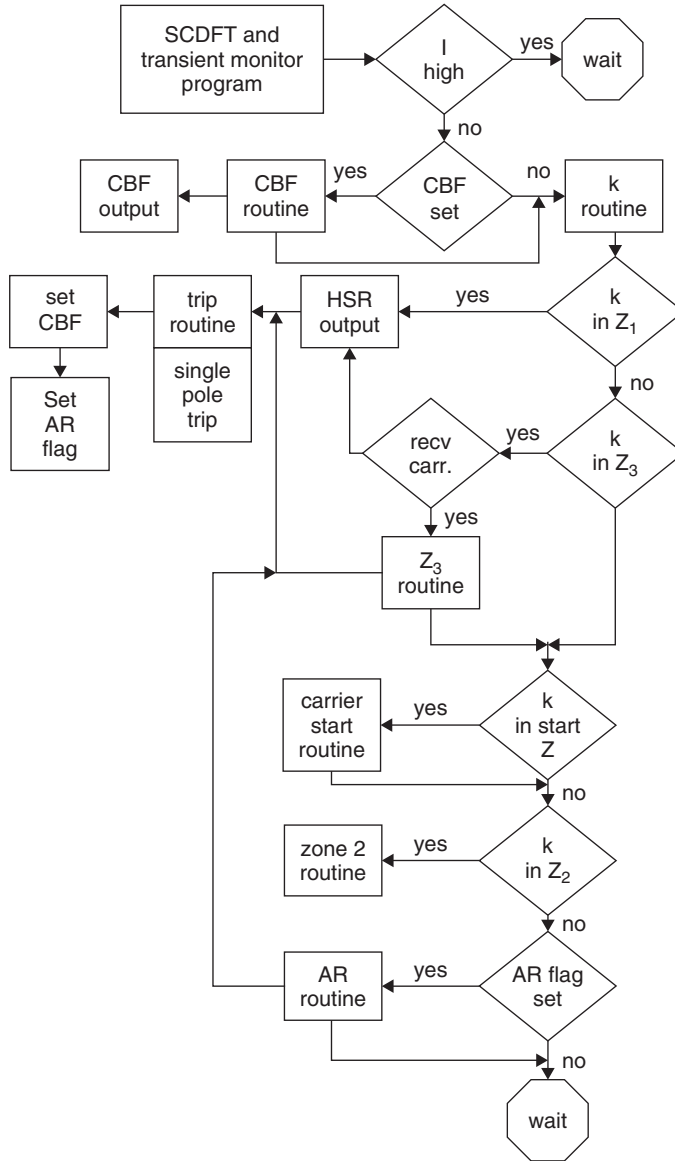 SCDFT and
transient monitor
program
I
high
yes
wait
no
CBF
output
CBF
routine
yes
CBF
set
no
k
routine
set
CBF
trip
routine
HSR
output
yes
k
in Z1
Set
AR
flag
single
pole
trip
no
recv
carr.
yes
k
in Z3
yes
Z3
routine
carrier
start
routine
yes
k
in start
Z
no
zone 2
routine
yes
k
in Z2
no
AR
routine
yes
AR flag
set
no
wait